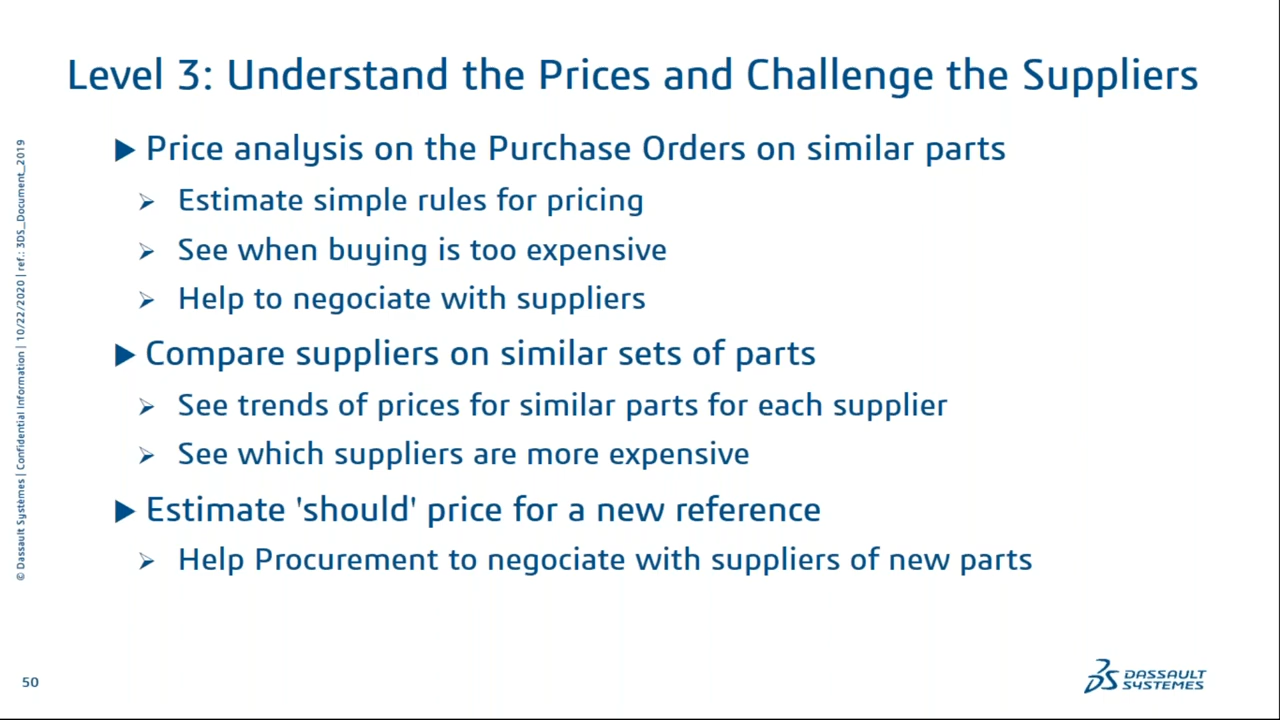 Level 3: Understand the Prices and Challenge the Suppliers
Price analysis on the Purchase Orders on similar parts
Estimate simple rules for pricing
See when buying is too expensive
Help to negociate with suppliers
Compare suppliers on similar sets of parts
See trends of prices for similar parts for each supplier
See which suppliers are more expensive
Estimate 'should' price for a new reference
Help Procurement to negociate with suppliers of new parts
© Dassault Systèmes | Confidential Information | 10/22/2020 | ref.: 3DS_Document_2019
50
3DS DASSAULT
SYSTEMES